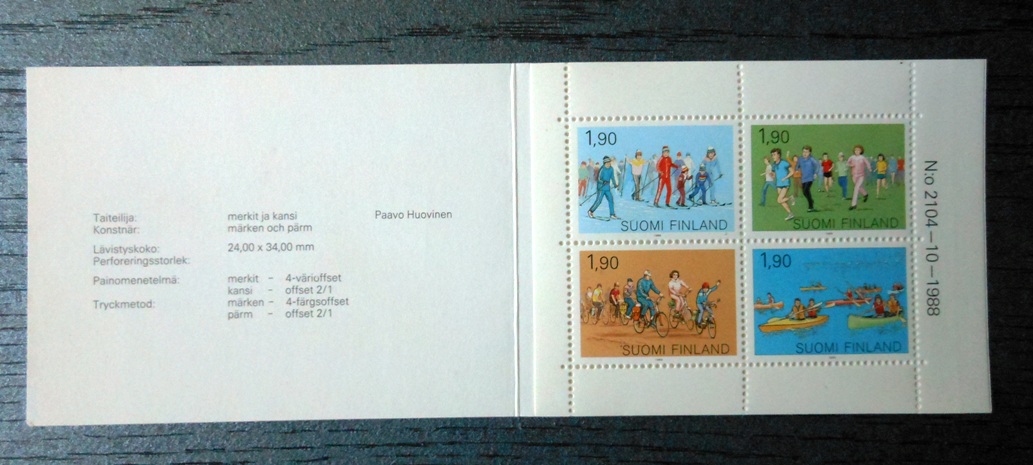 Taiteilija: merkit ja kansi Paavo Huovinen
Konstnär: märken och pärm
Lävistyskoko: 24,00 x 34,00 mm
Perforeringsstorlek:
Painomenetelmä: merkit – 4-värioffset
kansi – offset 2/1
Tryckmetod: märken – 4-färgsoffset
pärm – offset 2/1
1,90
SUOMI FINLAND
1,90
SUOMI FINLAND
1,90
SUOMI FINLAND
1,90
SUOMI FINLAND
N:o 2104–10–1988